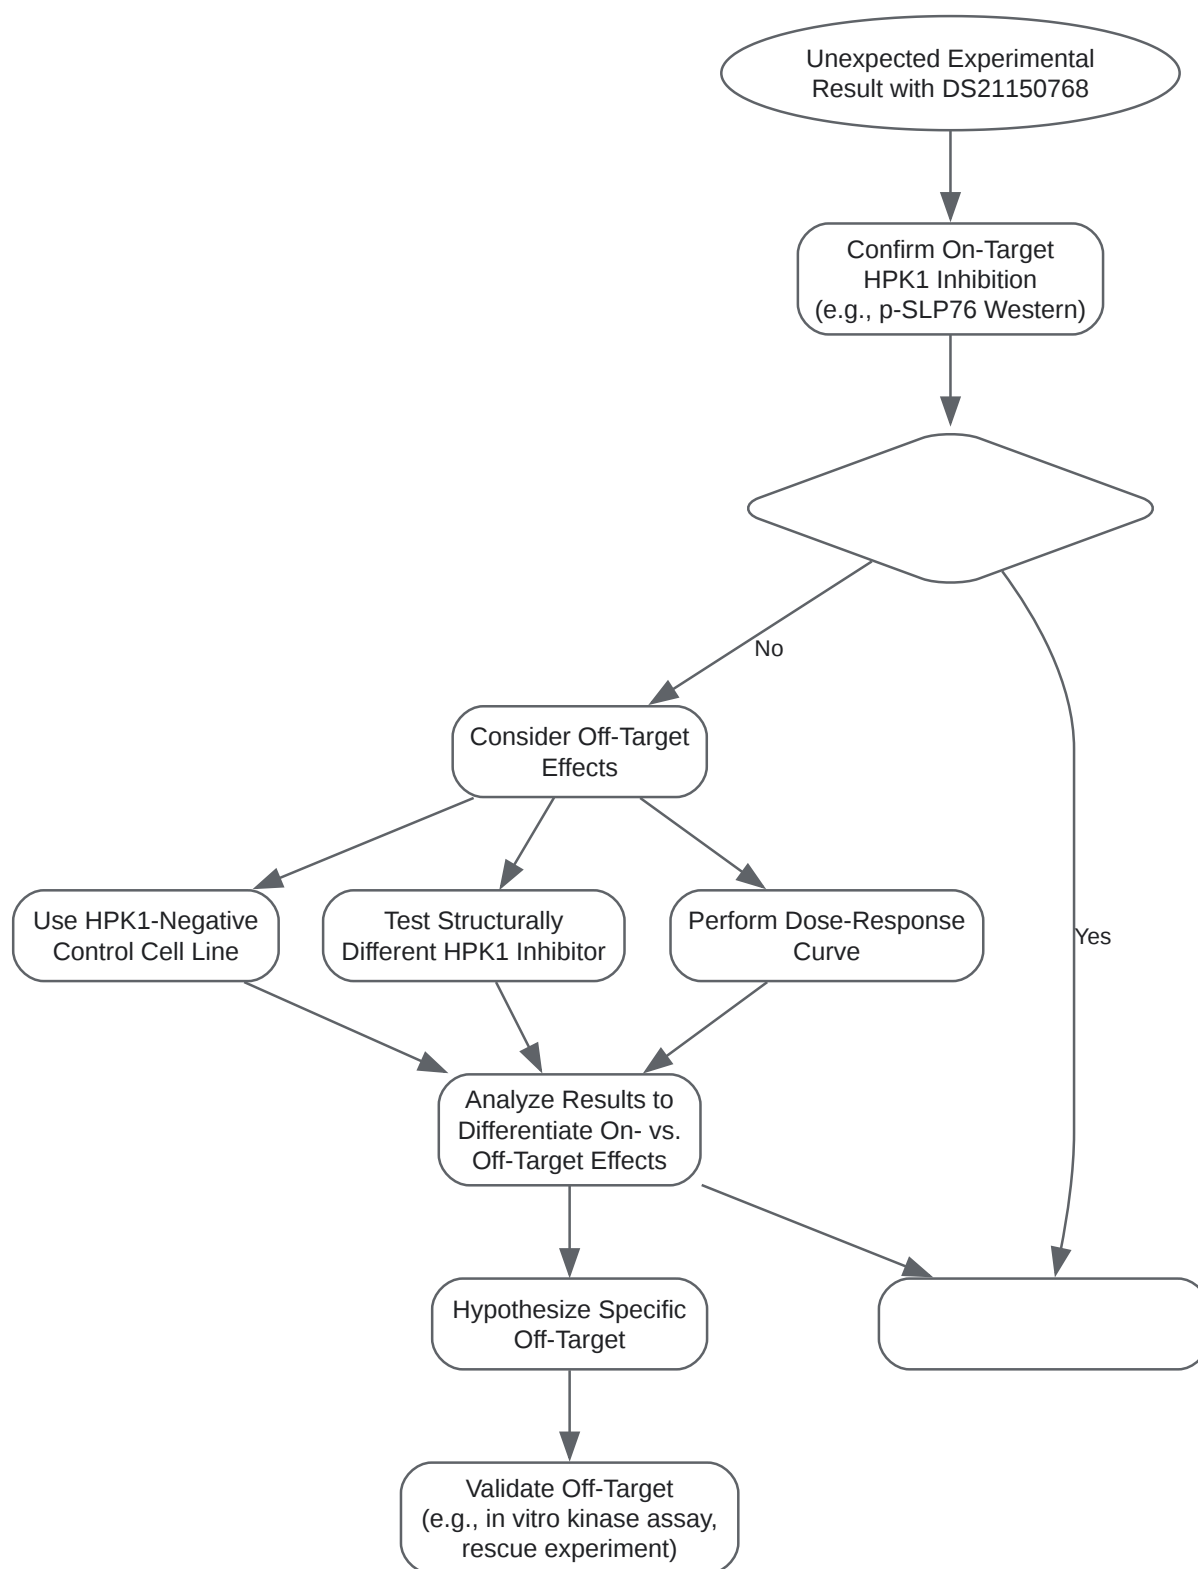 Unexpected Experimental
Result with DS21150768
Confirm On-Target
HPK1 Inhibition
(e.g., p-SLP76 Western)
No
Consider Off-Target
Effects
Use HPK1-Negative
Control Cell Line
Test Structurally
Different HPK1 Inhibitor
Perform Dose-Response
Curve
Yes
Analyze Results to
Differentiate On- vs.
Off-Target Effects
Hypothesize Specific
Off-Target
Validate Off-Target
(e.g., in vitro kinase assay,
rescue experiment)